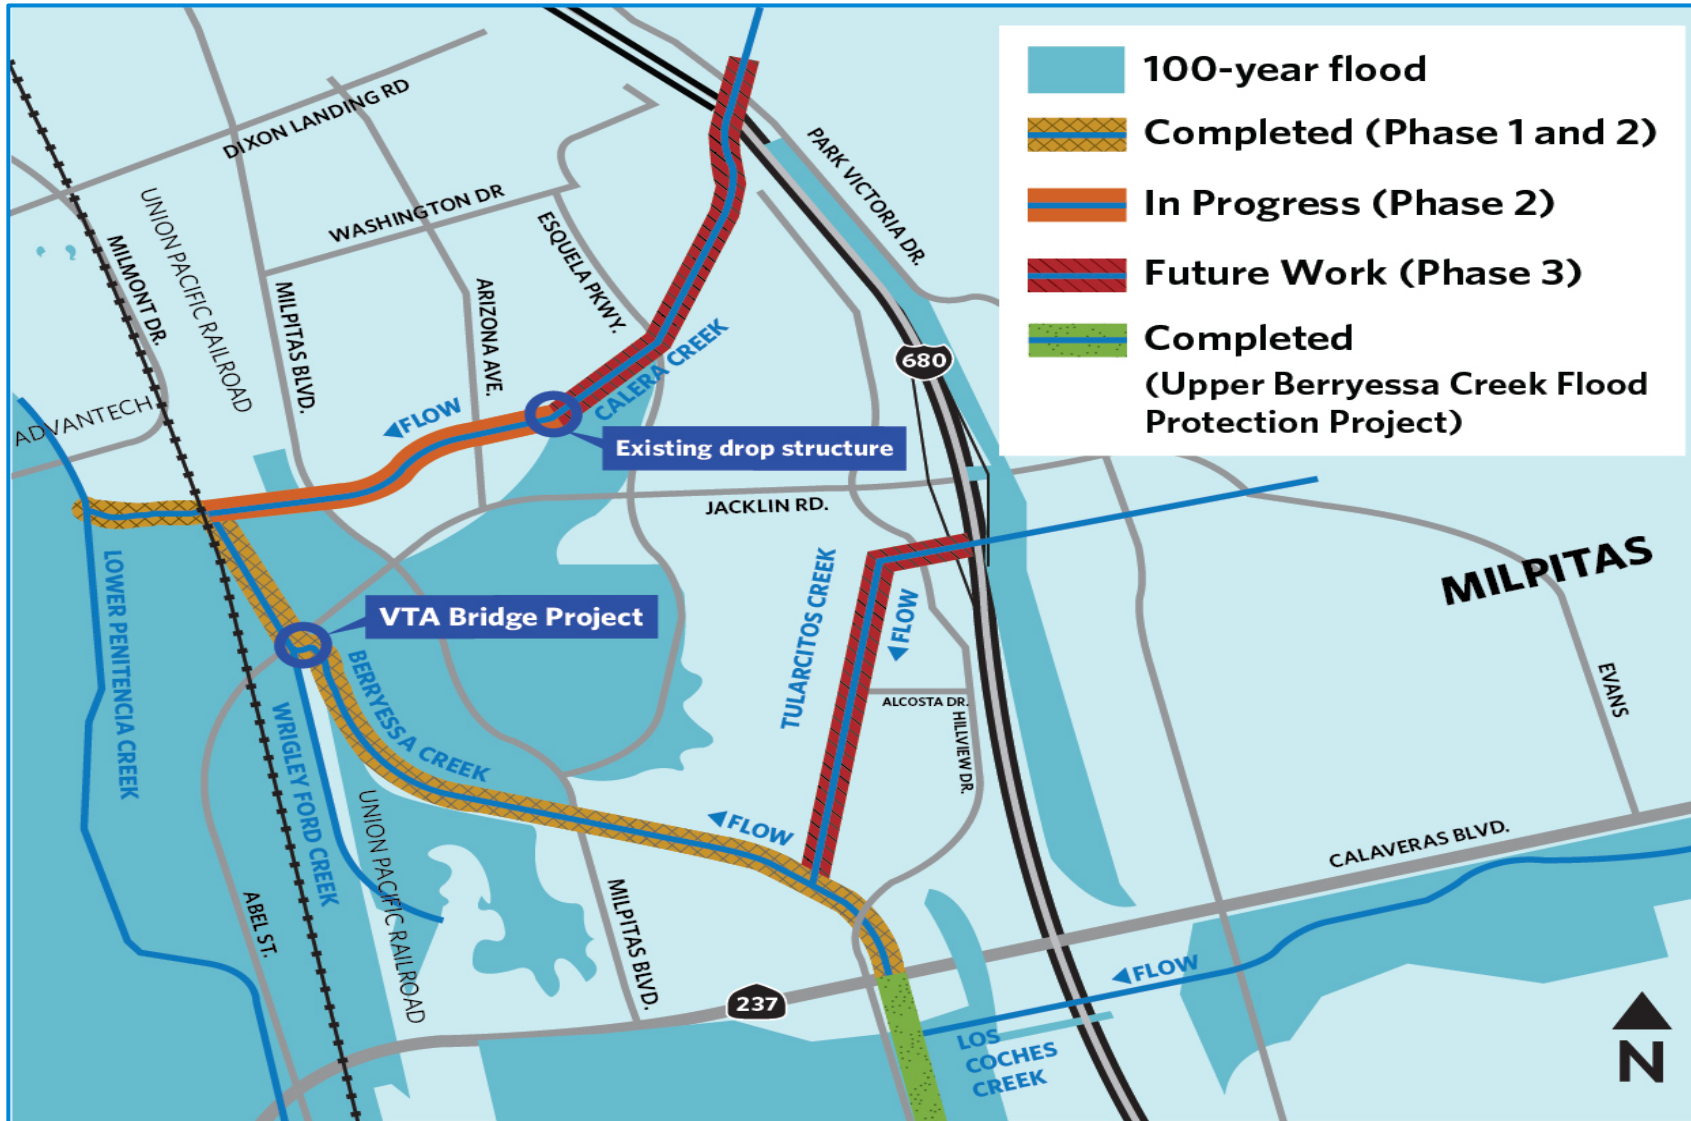 100-year flood
Completed (Phase 1 and 2)
In Progress (Phase 2)
Future Work (Phase 3)
Completed
(Upper Berryessa Creek Flood
Protection Project)
DIXON LANDING RD
PARK VICTORIA DR.
WASHINGTON DR
UNION PACIFIC RAILROAD
MILMONT DR.
ESQUELA PKWY.
MILPITAS BLVD.
ARIZONA AVE.
CALERA CREEK
680
FLOW
ADVANTECH
Existing drop structure
JACKLIN RD.
MILPITAS
LOWER PENITENCIA CREEK
TULARCITOS CREEK
FLOW
VTA Bridge Project
BERRYESSA CREEK
WRIGLEY FORD CREEK
ALCOSTA DR.
HILLVIEW DR.
EVANS
UNION PACIFIC RAILROAD
FLOW
CALAVERAS BLVD.
ABEL ST.
MILPITAS BLVD.
237
FLOW
LOS
COCHES
CREEK
N